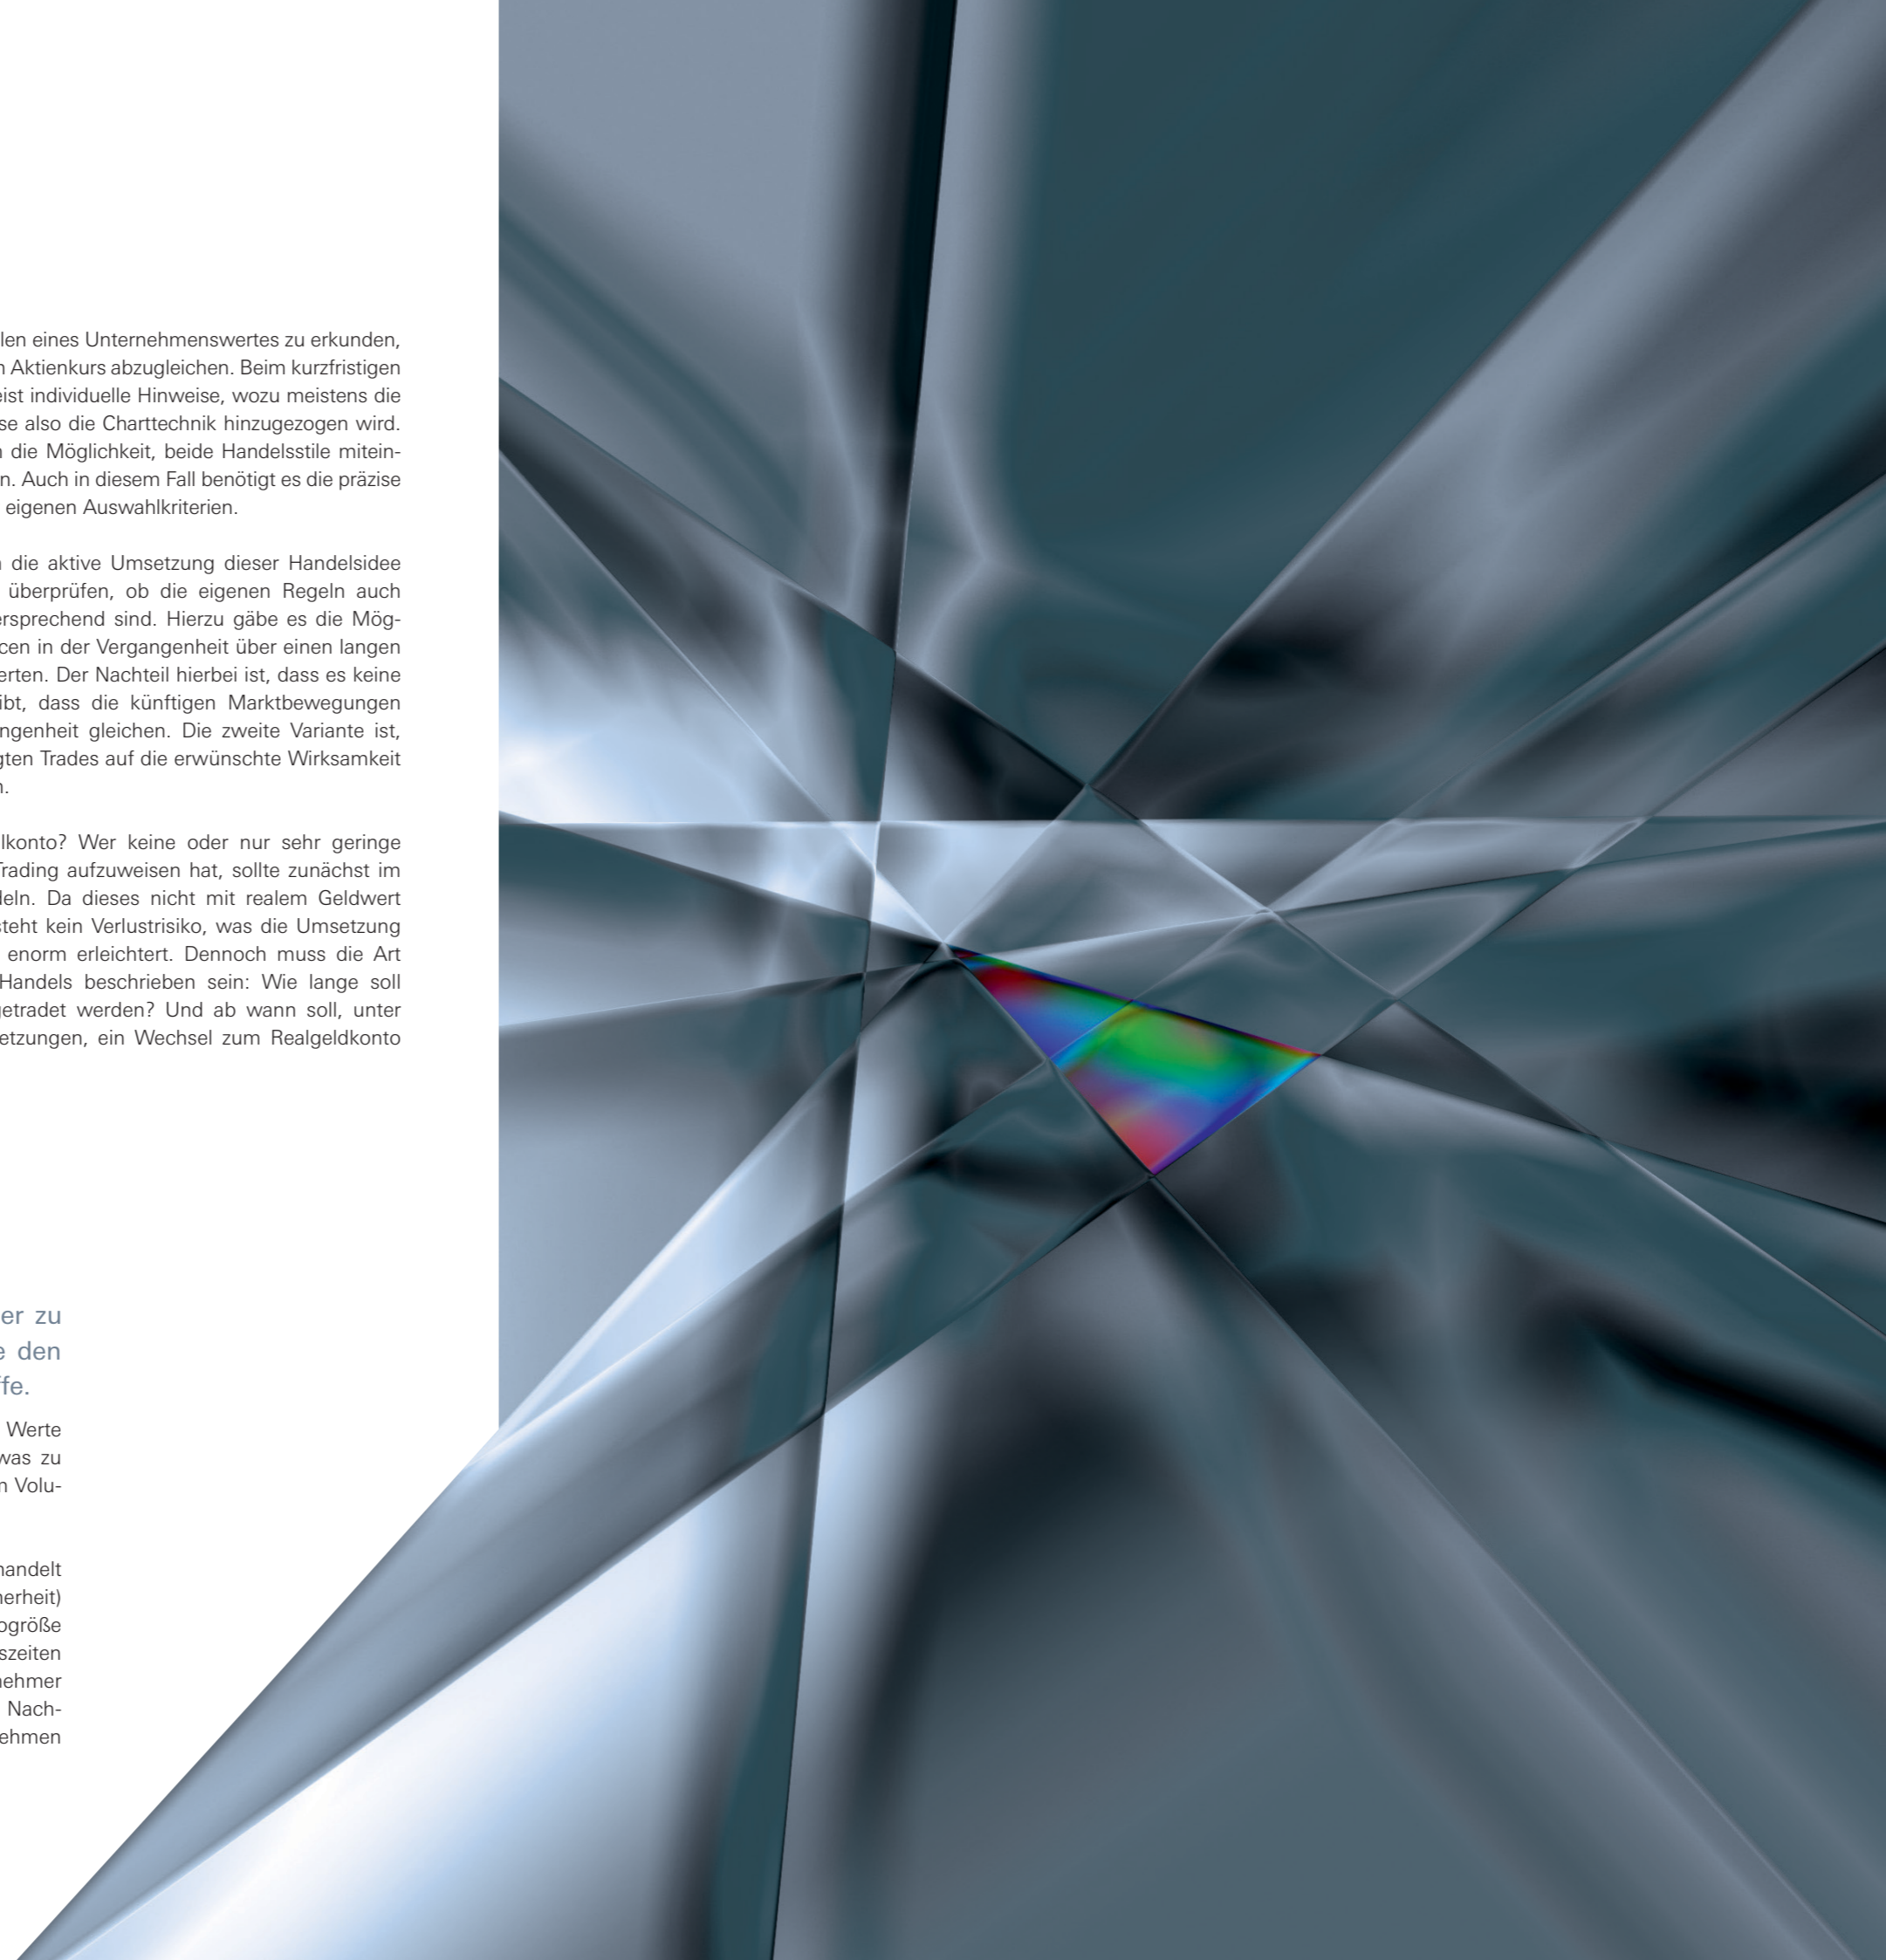 len eines Unternehmenswertes zu erkunden,
n Aktienkurs abzugleichen. Beim kurzfristigen
eist individuelle Hinweise, wozu meistens die
se also die Charttechnik hinzugezogen wird.
n die Möglichkeit, beide Handelsstile mitein-
n. Auch in diesem Fall benötigt es die präzise
eigenen Auswahlkriterien.
die aktive Umsetzung dieser Handelsidee
überprüfen, ob die eigenen Regeln auch
ersprechend sind. Hierzu gäbe es die Mög-
cen in der Vergangenheit über einen langen
erten. Der Nachteil hierbei ist, dass es keine
ibt, dass die künftigen Marktbewegungen
ngenheit gleichen. Die zweite Variante ist,
gten Trades auf die erwünschte Wirksamkeit
n.
lkonto? Wer keine oder nur sehr geringe
Trading aufzuweisen hat, sollte zunächst im
deln. Da dieses nicht mit realem Geldwert
steht kein Verlustrisiko, was die Umsetzung
enorm erleichtert. Dennoch muss die Art
Handels beschrieben sein: Wie lange soll
getradet werden? Und ab wann soll, unter
etzungen, ein Wechsel zum Realgeldkonto
er zu
e den
ffe.
Werte
was zu
m Volu-
handelt
herheit)
ogröße
szeiten
nehmer
Nach-
ehmen